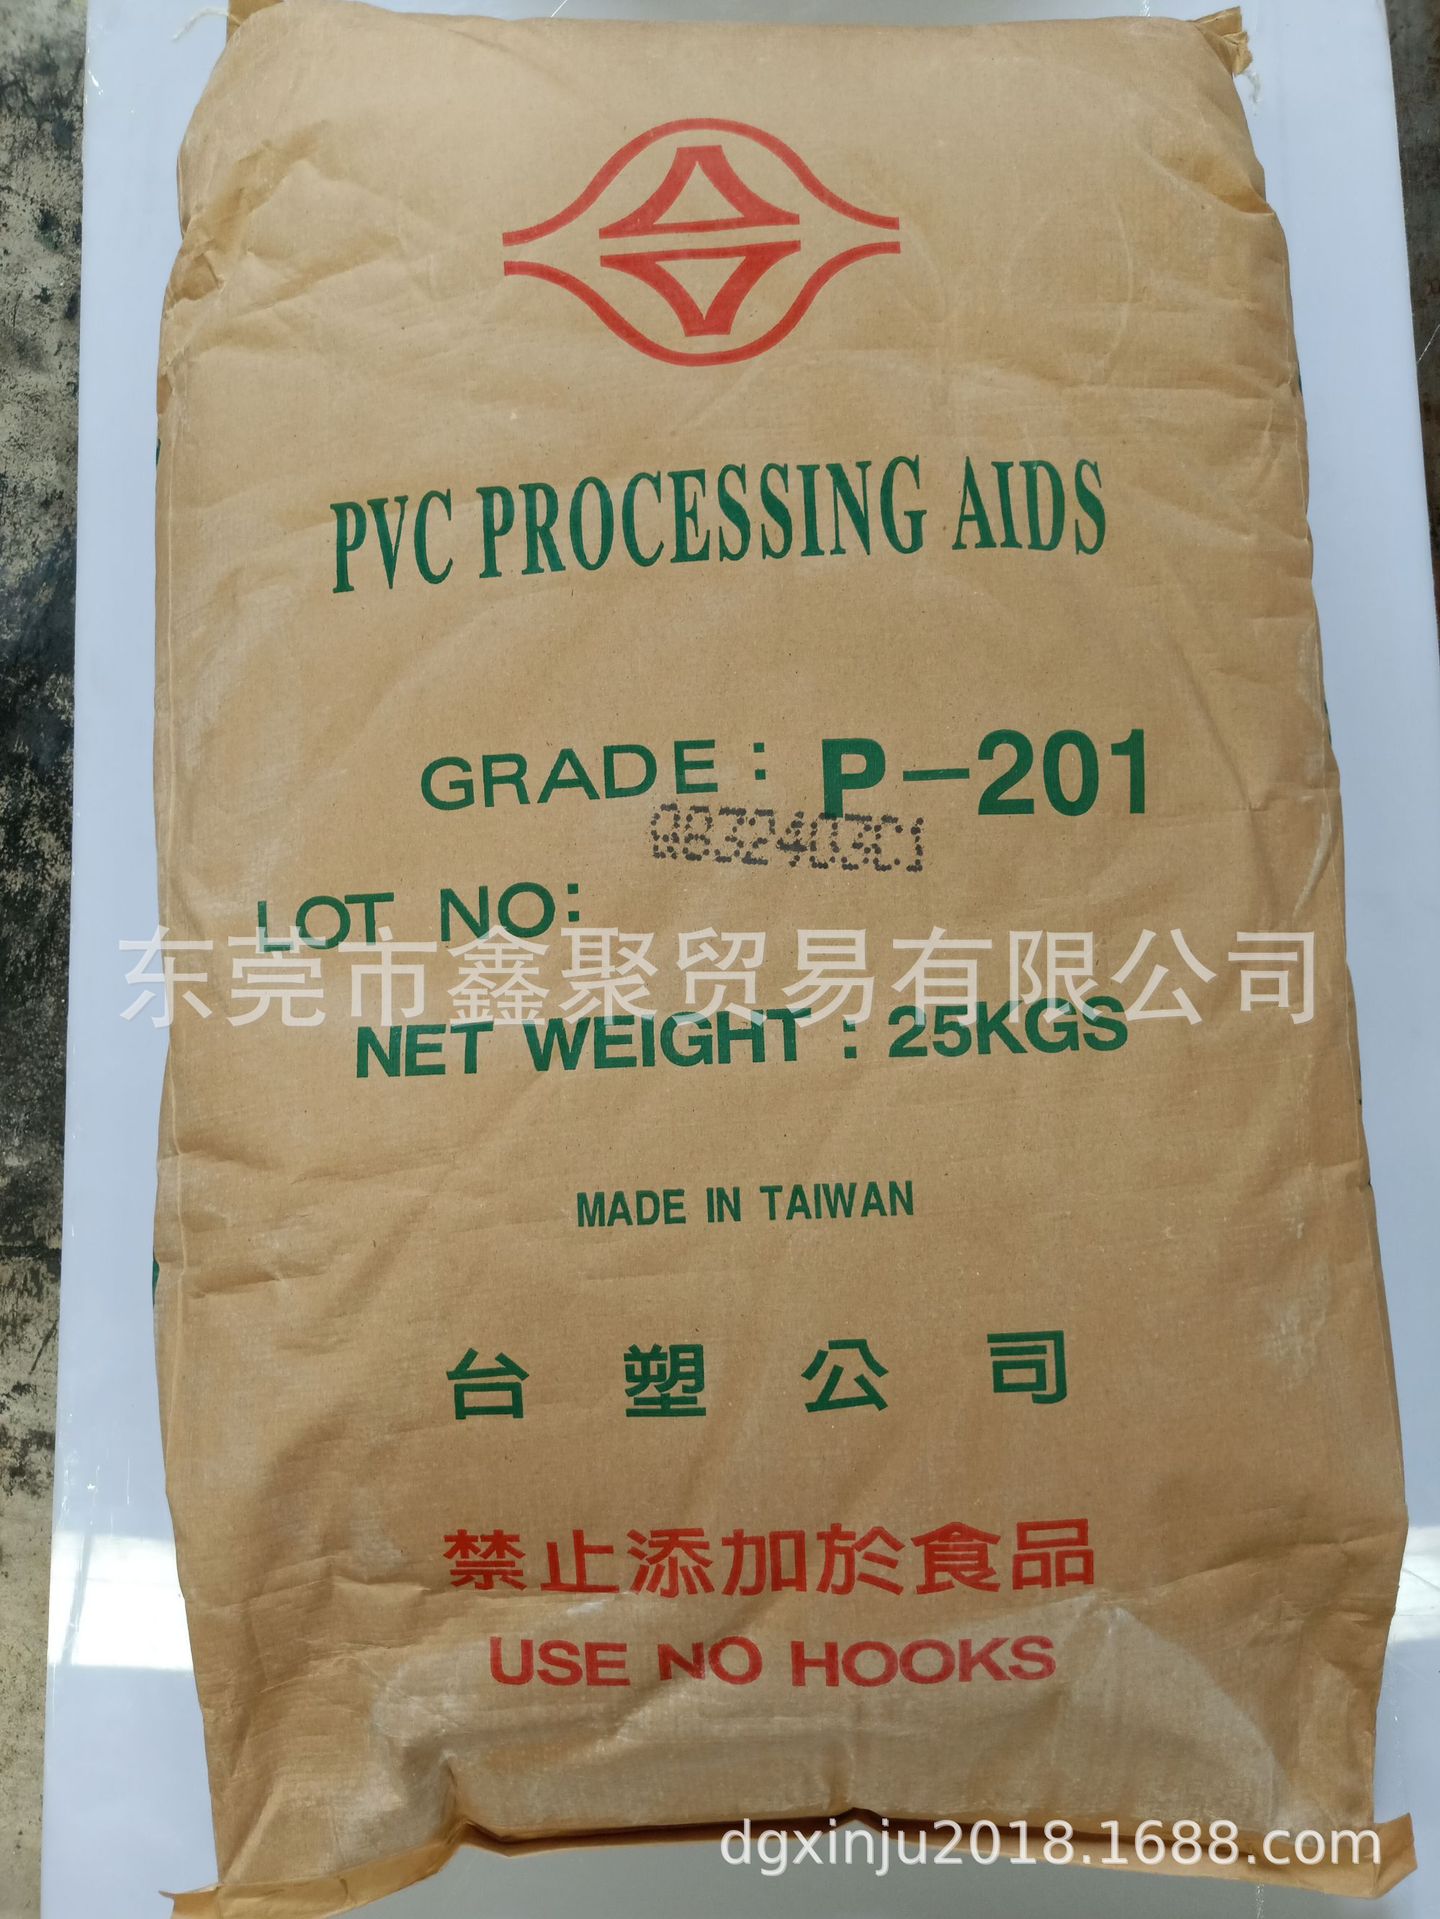 PVC PROCESSING AIDS
GRADE : P-201
QB32403C1
LOT NO:
东莞市鑫聚贸易有限公司
NET WEIGHT : 25KGS
MADE IN TAIWAN
台塑公司
禁止添加於食品
USE NO HOOKS
dgxinju2018.1688.com